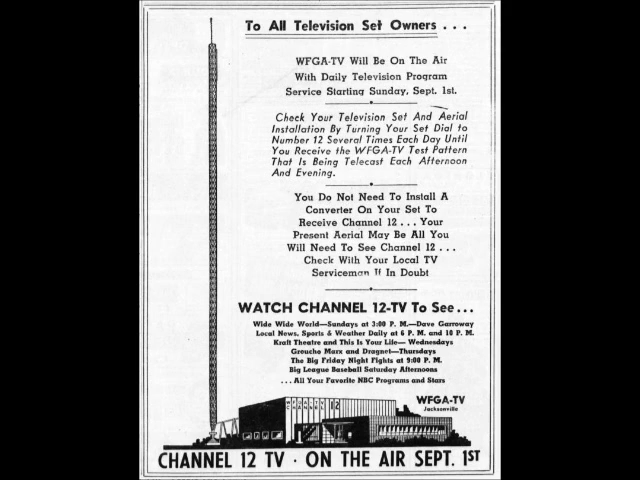 To All Television Set Owners . . .
WFGA-TV Will Be On The Air
With Daily Television Program
Service Starting Sunday, Sept. 1st.
Check Your Television Set And Aerial
Installation By Turning Your Set Dial to
Number 12 Several Times Each Day Until
You Receive the WFGA-TV Test Pattern
That Is Being Telecast Each Afternoon
And Evening.
You Do Not Need To Install A
Converter On Your Set To
Receive Channel 12 . . . Your
Present Aerial May Be All You
Will Need To See Channel 12 . . .
Check With Your Local TV
Serviceman If In Doubt
WATCH CHANNEL 12-TV To See . . .
Wide Wide World—Sundays at 3:00 P. M.—Dave Garroway
Local News, Sports & Weather Daily at 6 P. M. and 10 P. M.
Kraft Theatre and This Is Your Life— Wednesdays
Groucho Marx and Dragnet—Thursdays
The Big Friday Night Fights at 9:00 P. M.
Big League Baseball Saturday Afternoons
. . . All Your Favorite NBC Programs and Stars
WFGA-TV
Jacksonville
WFGA-TV
CHANNEL 12
CHANNEL 12 TV · ON THE AIR SEPT. 1ST